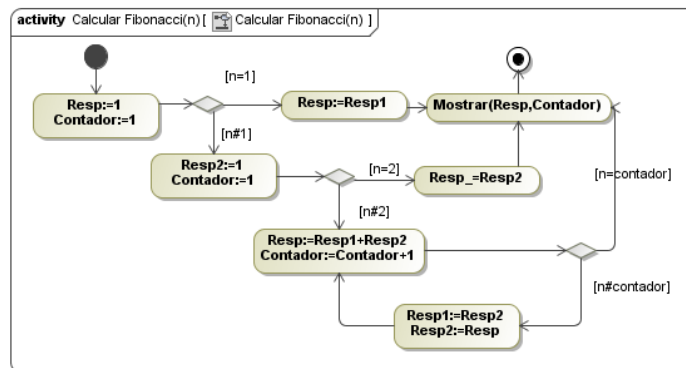 activity Calcular Fibonacci(n) [ Calcular Fibonacci(n) ]
[n=1]
Resp:=1
Contador:=1
Resp:=Resp1
Mostrar(Resp,Contador)
[n#1]
Resp2:=1
Contador:=1
[n=2]
Resp_=Resp2
[n=contador]
[n#2]
Resp:=Resp1+Resp2
Contador:=Contador+1
[n#contador]
Resp1:=Resp2
Resp2:=Resp